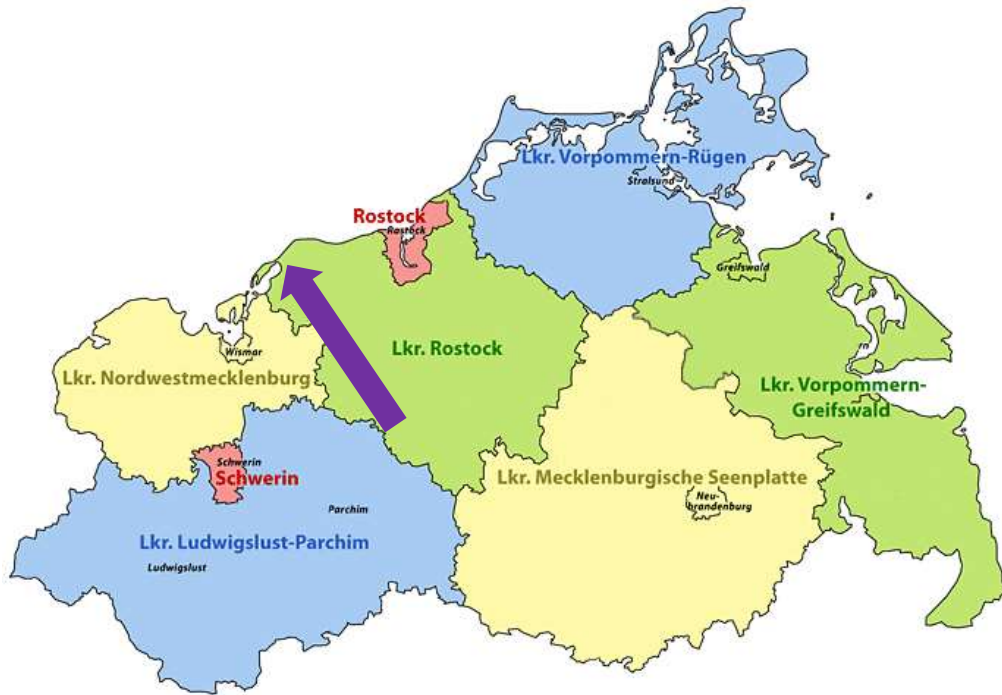 Lkr. Vorpommern-Rügen
Stralsund
Rostock
Rostock
Greifswald
Wismar
Lkr. Rostock
rn
Lkr. Nordwestmecklenburg
Lkr. Vorpommern-
Greifswald
Schwerin
Schwerin
Lkr. Mecklenburgische Seenplatte
Neu-
brandenburg
Parchim
Lkr. Ludwigslust-Parchim
Ludwigslust